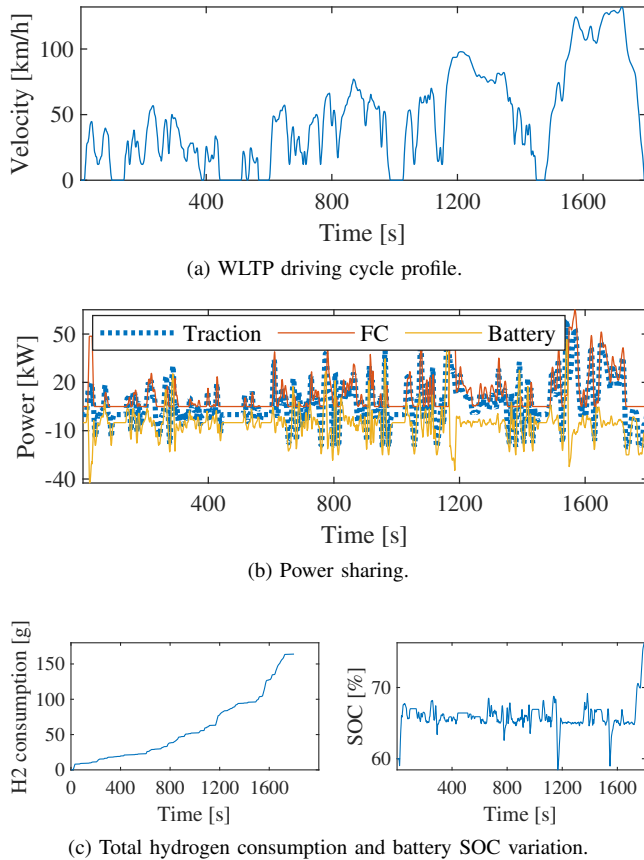 Velocity [km/h]
100
50
0
400
800
1200
1600
Time [s]
(a) WLTP driving cycle profile.
Power [kW]
50
20
-10
-40
Traction FC Battery
400
800
1200
1600
Time [s]
(b) Power sharing.
H2 consumption [g]
150
100
50
0
0
400
800
1200
1600
Time [s]
SOC [%]
70
60
400
800
1200
1600
Time [s]
(c) Total hydrogen consumption and battery SOC variation.